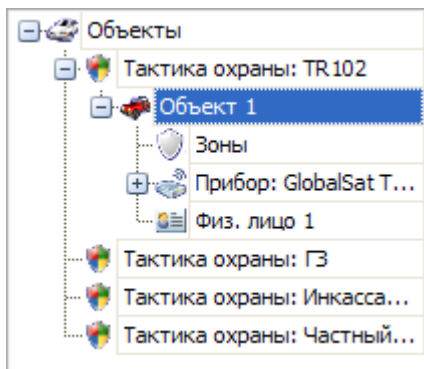 Объекты
Тактика охраны: TR102
Объект 1
Зоны
Прибор: GlobalSat T...
Физ. лицо 1
Тактика охраны: ГЗ
Тактика охраны: Инкасса...
Тактика охраны: Частный...